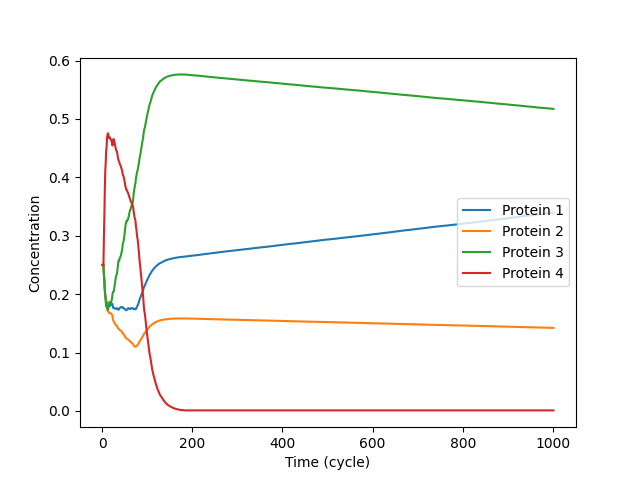 0.6
0.5
0.4
0.3
0.2
0.1
0.0
Concentration
Protein 1
Protein 2
Protein 3
Protein 4
0 200 400 600 800 1000
Time (cycle)